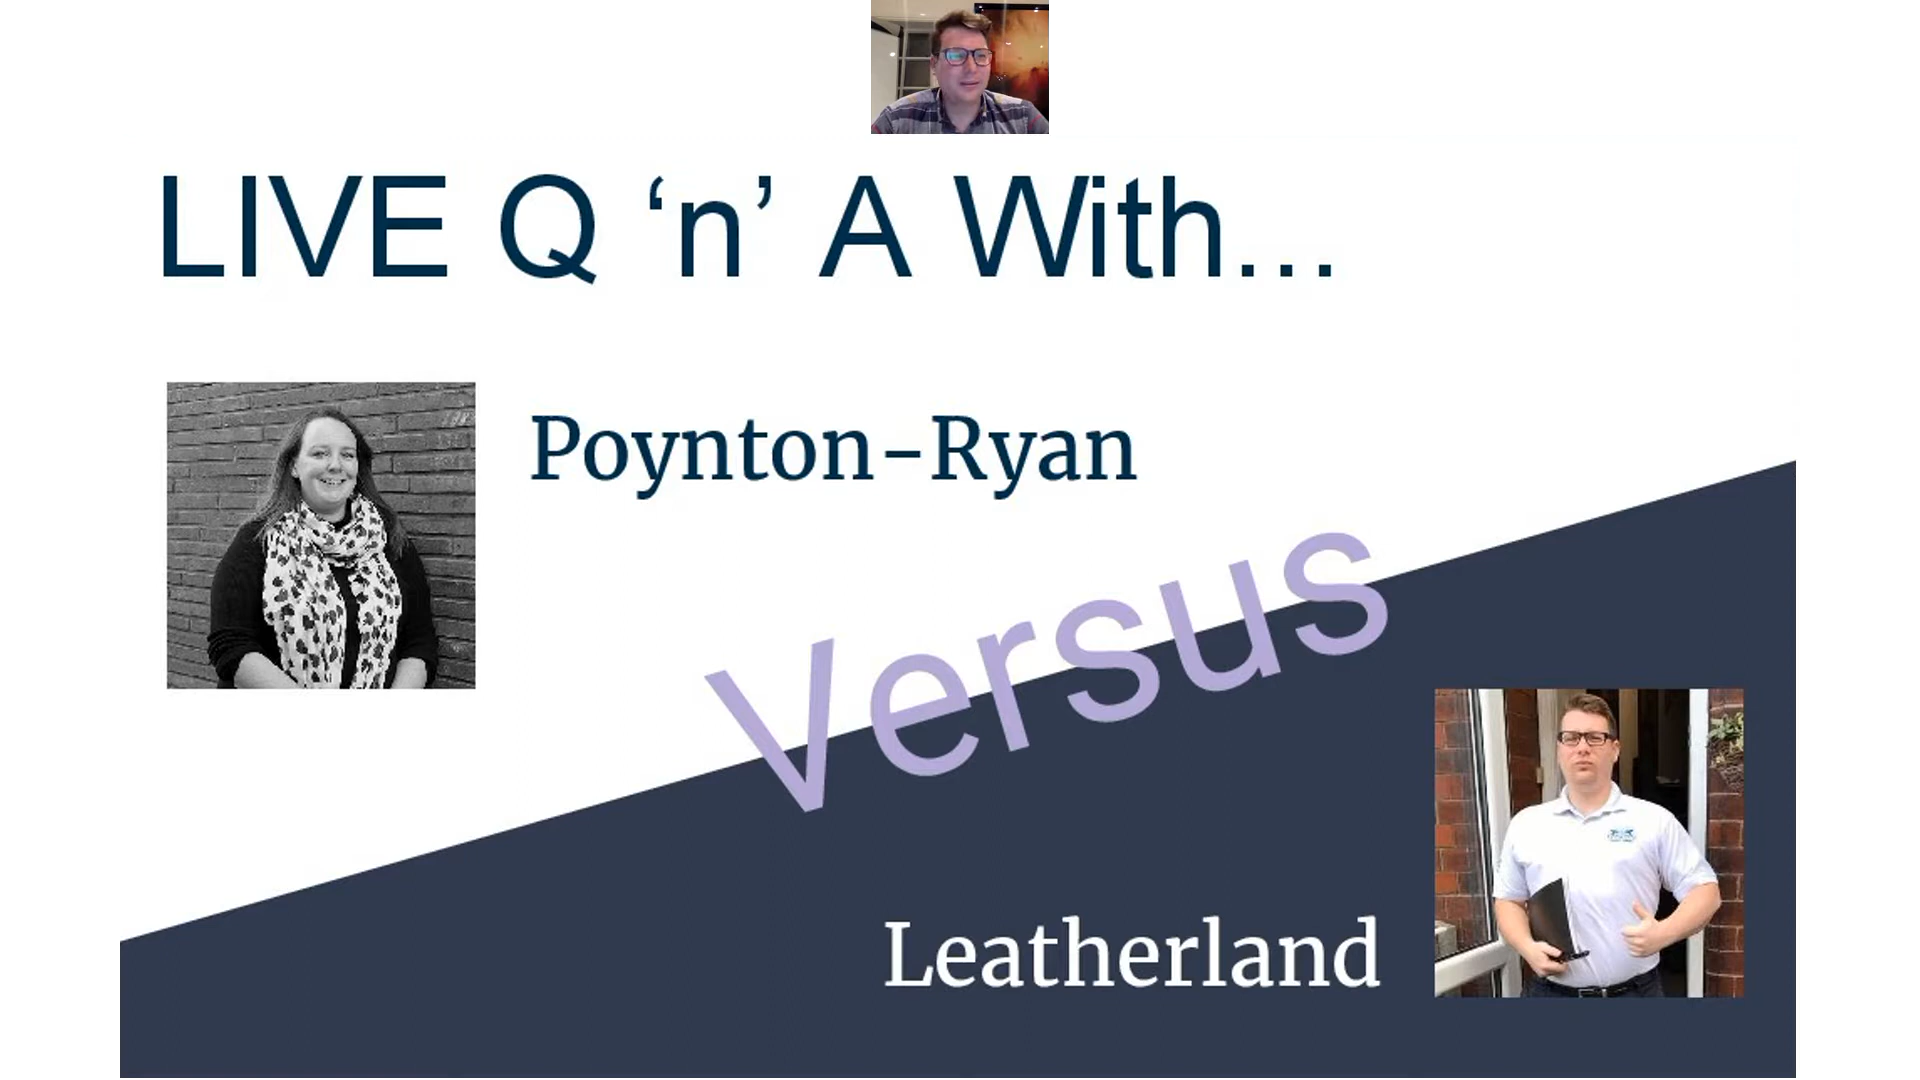 LIVE Q ‘n’ A With...
Poynton-Ryan
Versus
Leatherland